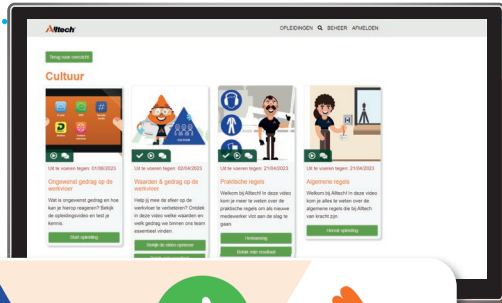 Alltech
OPLEIDINGEN BEHEER AFMELDEN
Terug naar overzicht
Cultuur
Uit te voeren tegen: 01/08/2023
Ongewenst gedrag op de
werkvloer
Wat is ongewenst gedrag en hoe
kan je hierop reageren? Bekijk
de opleidingsvideo en test je
kennis.
Start opleiding
CULTUUR
Uit te voeren tegen: 02/04/2023
Waarden & gedrag op de
werkvloer
Help jij mee de sfeer op de
werkvloer te verbeteren? Ontdek
in deze video welke waarden en
welk gedrag we binnen ons team
essentieel vinden.
Bekijk de video opnieuw
Uit te voeren tegen: 21/04/2023
Praktische regels
Welkom bij Alltech! In deze video
kom je meer te weten over de
praktische regels om als nieuwe
medewerker vlot aan de slag te
gaan.
Herkansing
Bekijk mijn resultaat
Uit te voeren tegen: 21/04/2023
Algemene regels
Welkom bij Alltech! In deze video
kom je alles te weten over de
algemene regels die bij Alltech
van kracht zijn.
Hervat opleiding